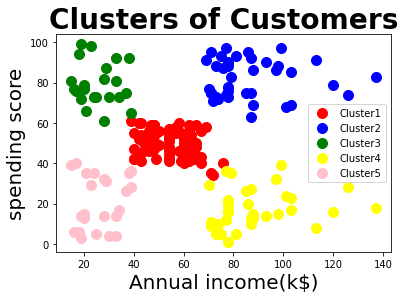 Clusters of Customers
100
80
60
40
20
0
spending score
Cluster1
Cluster2
Cluster3
Cluster4
Cluster5
20 40 60 80 100 120 140
Annual income(k$)